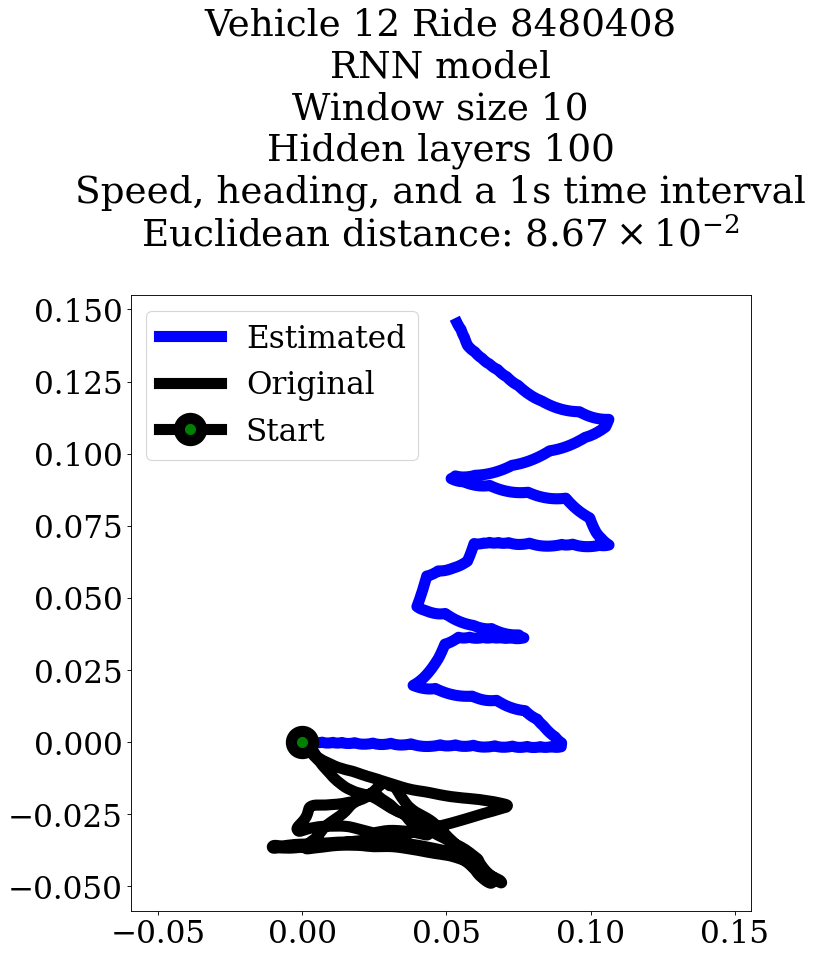 Vehicle 12 Ride 8480408
RNN model
Window size 10
Hidden layers 100
Speed, heading, and a 1s time interval
Euclidean distance: 8.67 × 10⁻²
0.150
0.125
0.100
0.075
0.050
0.025
0.000
−0.025
−0.050
Estimated
Original
Start
−0.05 0.00 0.05 0.10 0.15